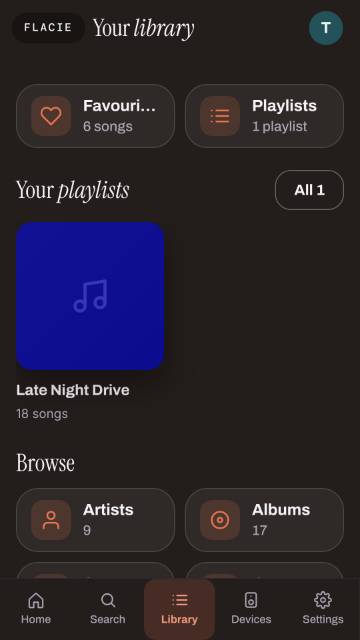 FLACIE
Your library
T
Favouri...
6 songs
Playlists
1 playlist
Your playlists
All 1
Late Night Drive
18 songs
Browse
Artists
9
Albums
17
Home
Search
Library
Devices
Settings